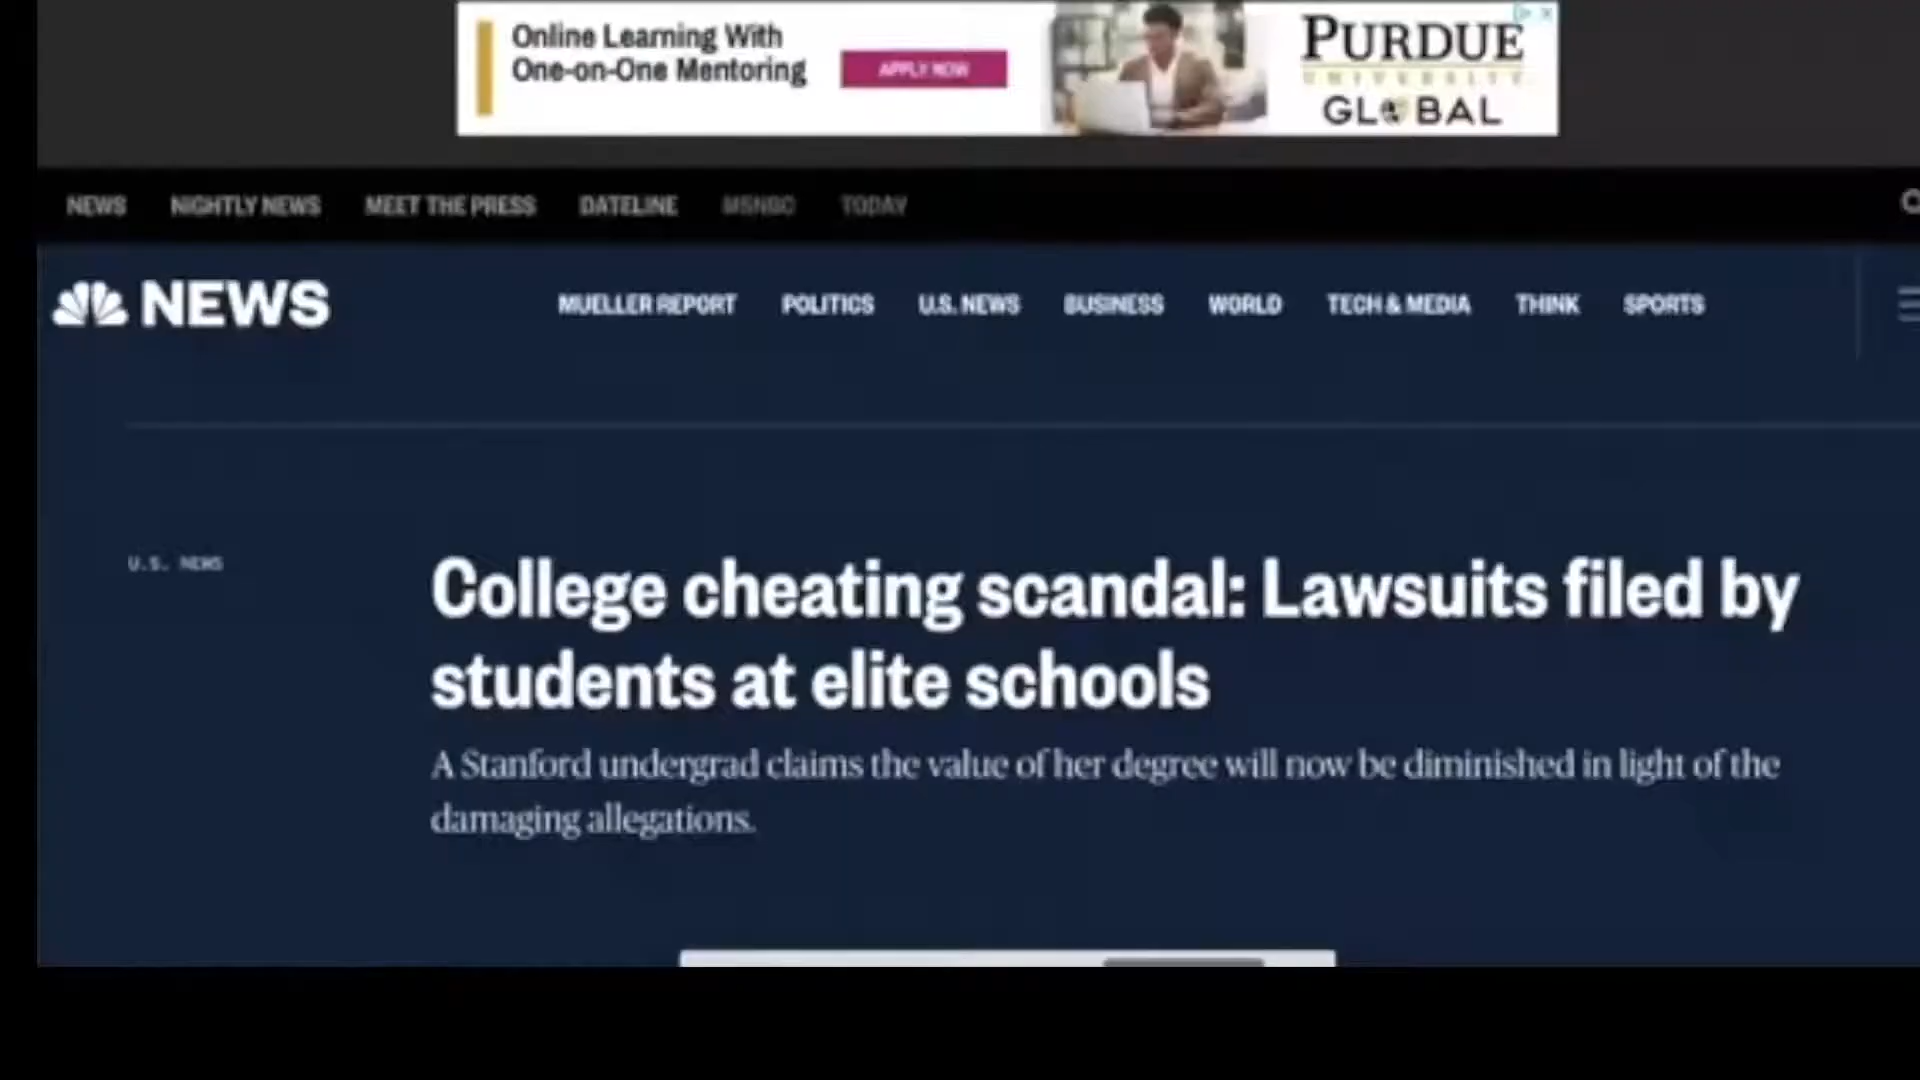 Online Learning With
One-on-One Mentoring
APPLY NOW
PURDUE
UNIVERSITY
GLOBAL
NEWS NIGHTLY NEWS MEET THE PRESS DATELINE MSNBC TODAY
NEWS MUELLER REPORT POLITICS U.S. NEWS BUSINESS WORLD TECH & MEDIA THINK SPORTS
U.S. NEWS
College cheating scandal: Lawsuits filed by
students at elite schools
A Stanford undergrad claims the value of her degree will now be diminished in light of the
damaging allegations.